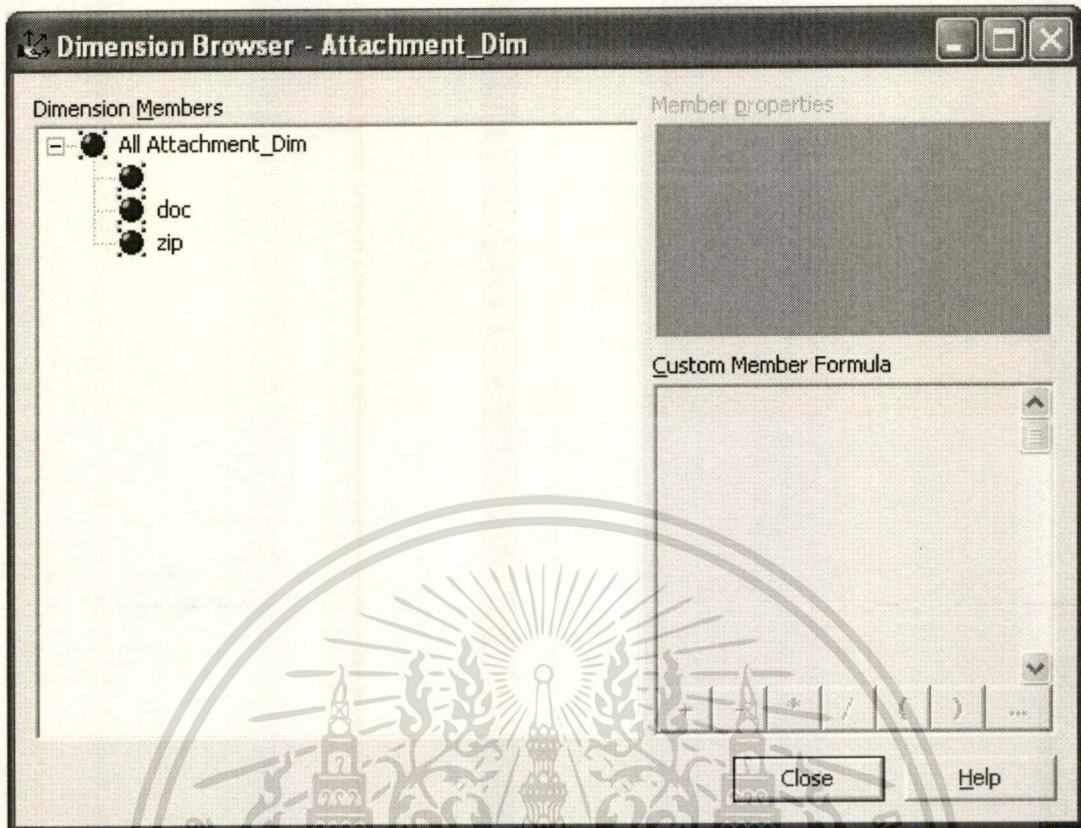 Dimension Browser - Attachment_Dim
Dimension Members
All Attachment_Dim
doc
zip
Member properties
Custom Member Formula
+ - * / ( ) ...
Close Help